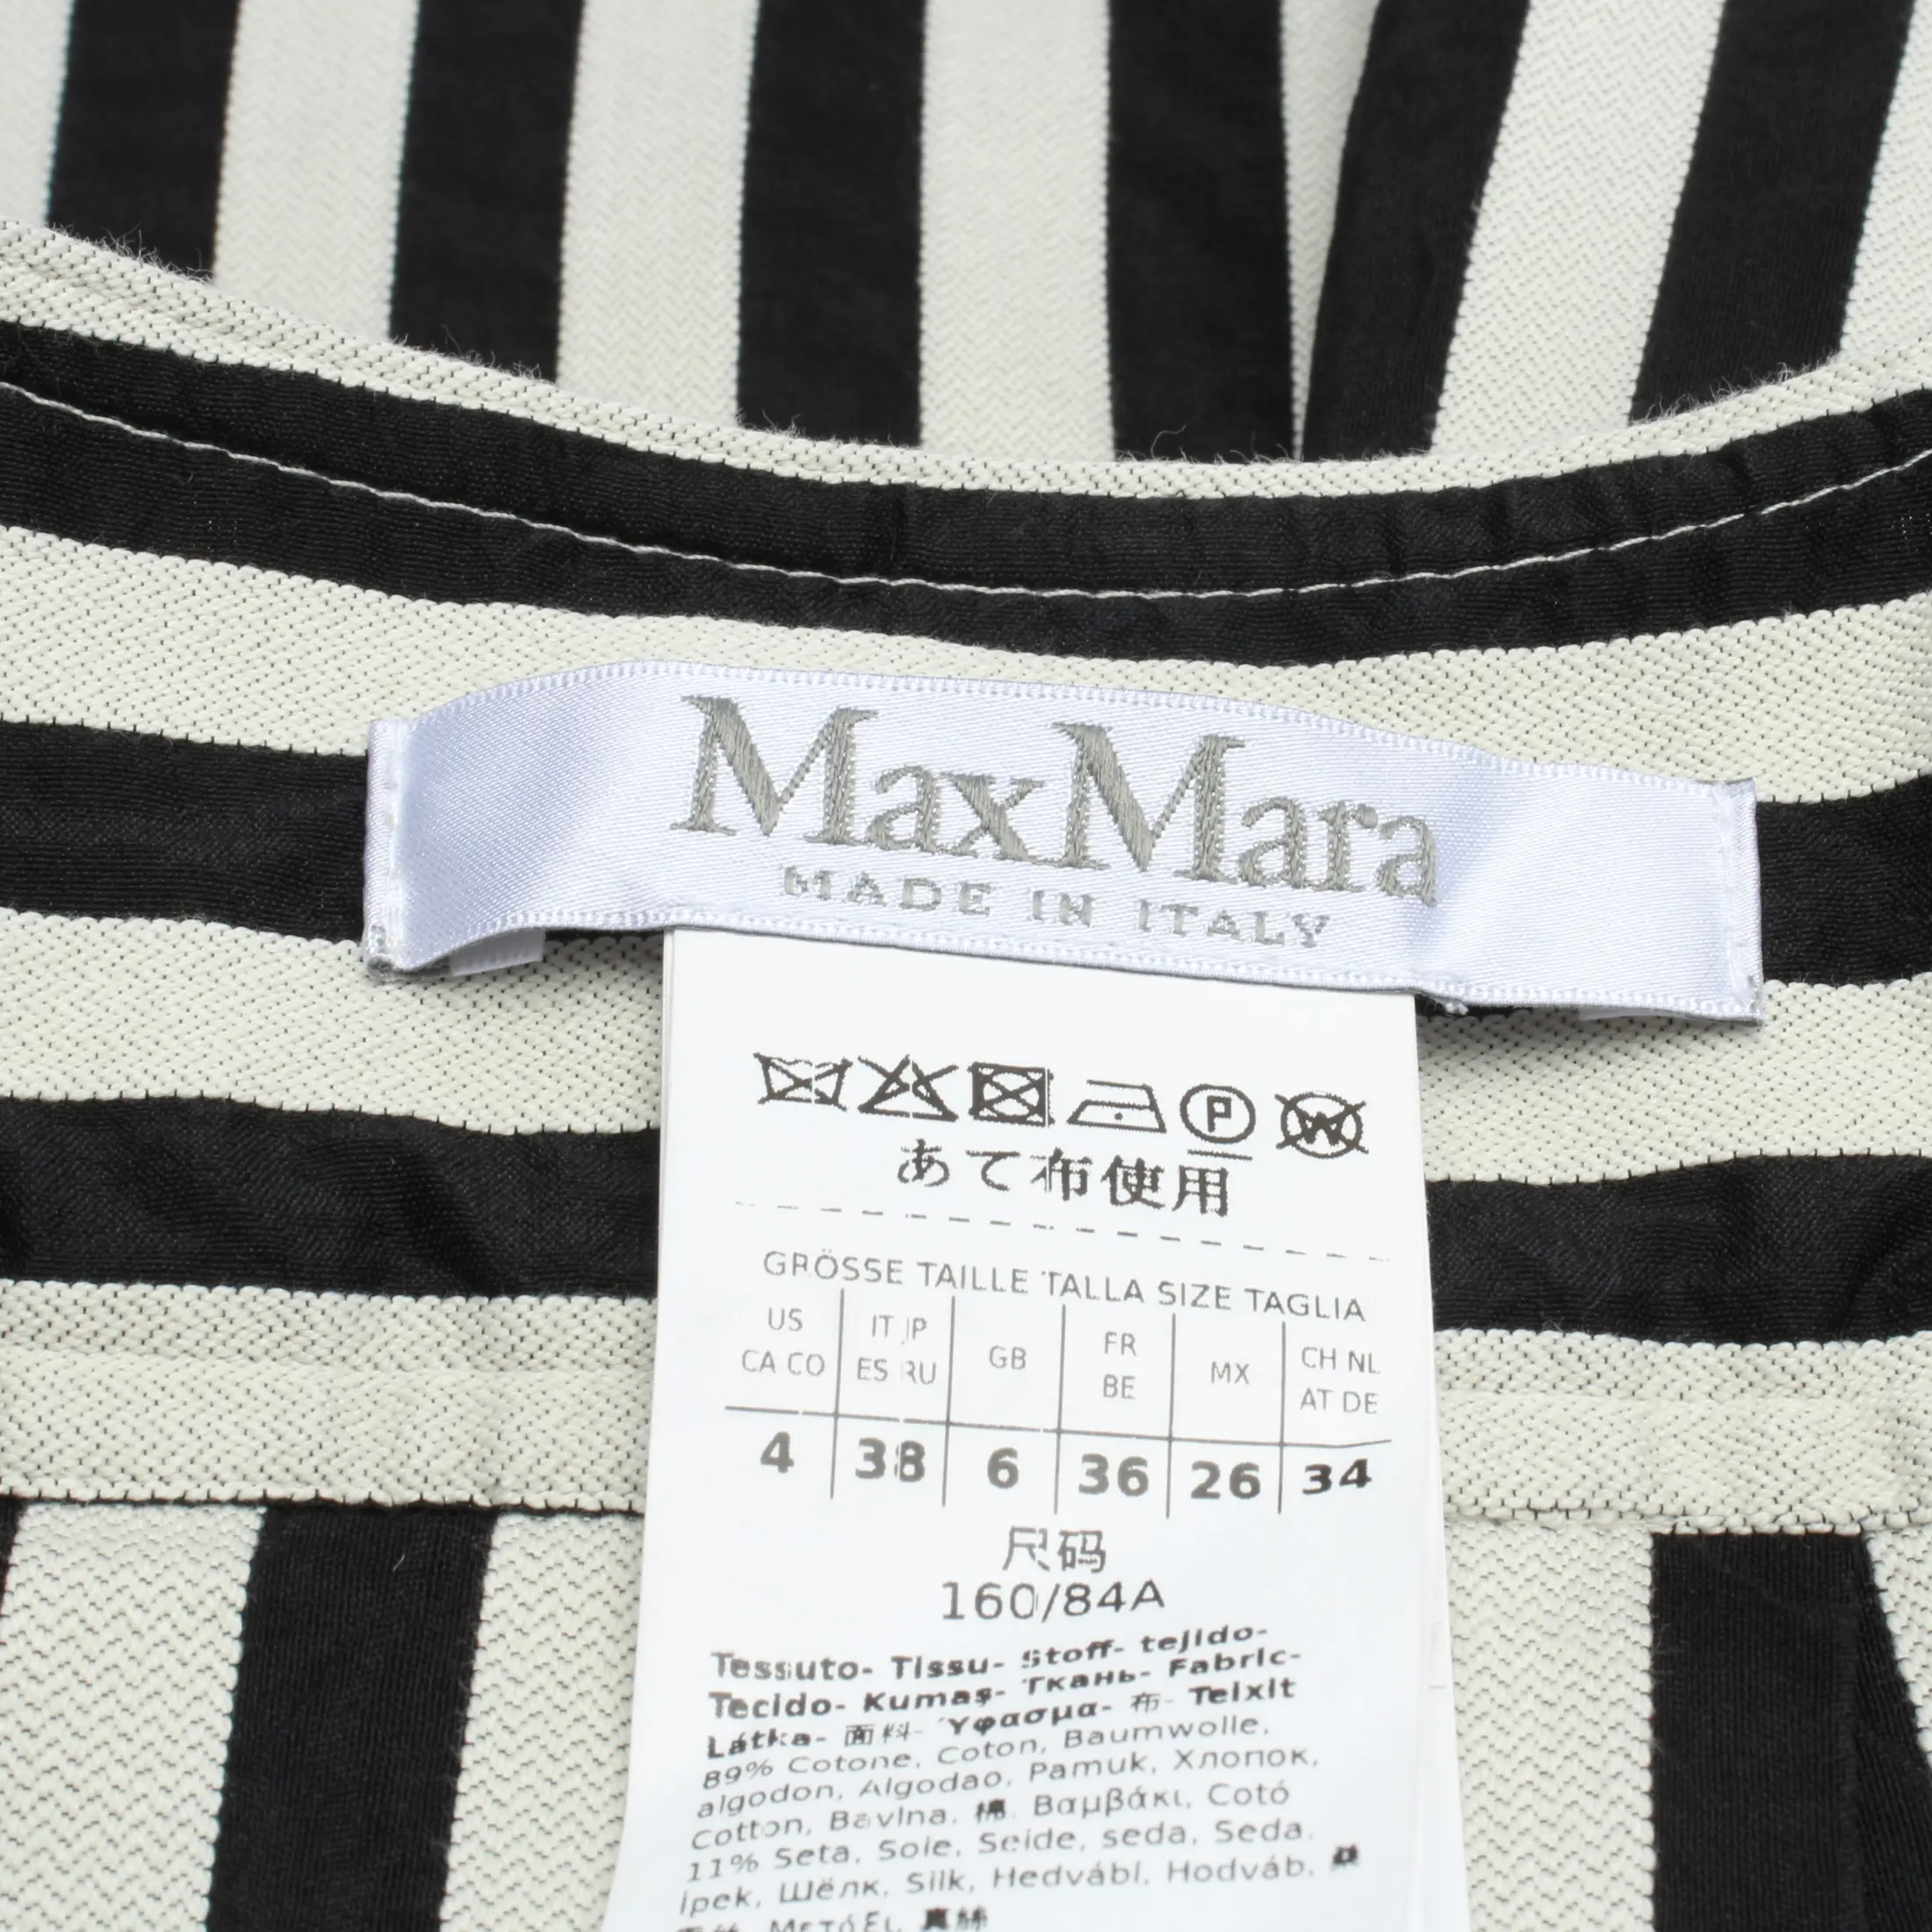 MaxMara
MADE IN ITALY
P W
あて布使用
GRÖSSE TAILLE TALLA SIZE TAGLIA
US CA CO
IT JP ES RU
GB
FR BE
MX
CH NL AT DE
4 38 6 36 26 34
尺码
160/84A
Tessuto- Tissu- Stoff- tejido-
Tecido- Kumaş- Ткань- Fabric-
Látka- 面料- Ύφασμα- 布- Teixit
89% Cotone, Coton, Baumwolle,
algodon, Algodao, Pamuk, Хлопок,
Cotton, Bavlna, 棉, Βαμβάκι, Cotó
11% Seta, Soie, Seide, seda, Seda,
ipek, Шёлк, Silk, Hedvábí, Hodváb,
Μετάξι, 真絲